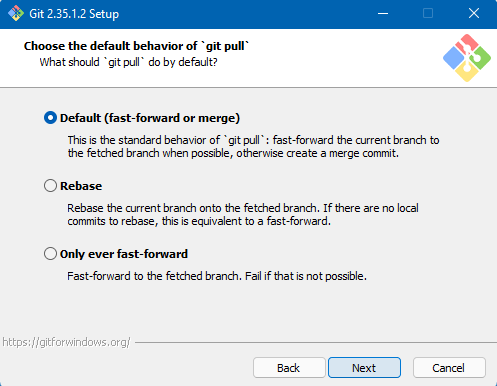 Git 2.35.1.2 Setup
Choose the default behavior of `git pull`
What should `git pull` do by default?
Default (fast-forward or merge)
This is the standard behavior of `git pull`: fast-forward the current branch to
the fetched branch when possible, otherwise create a merge commit.
Rebase
Rebase the current branch onto the fetched branch. If there are no local
commits to rebase, this is equivalent to a fast-forward.
Only ever fast-forward
Fast-forward to the fetched branch. Fail if that is not possible.
https://gitforwindows.org/
Back
Next
Cancel